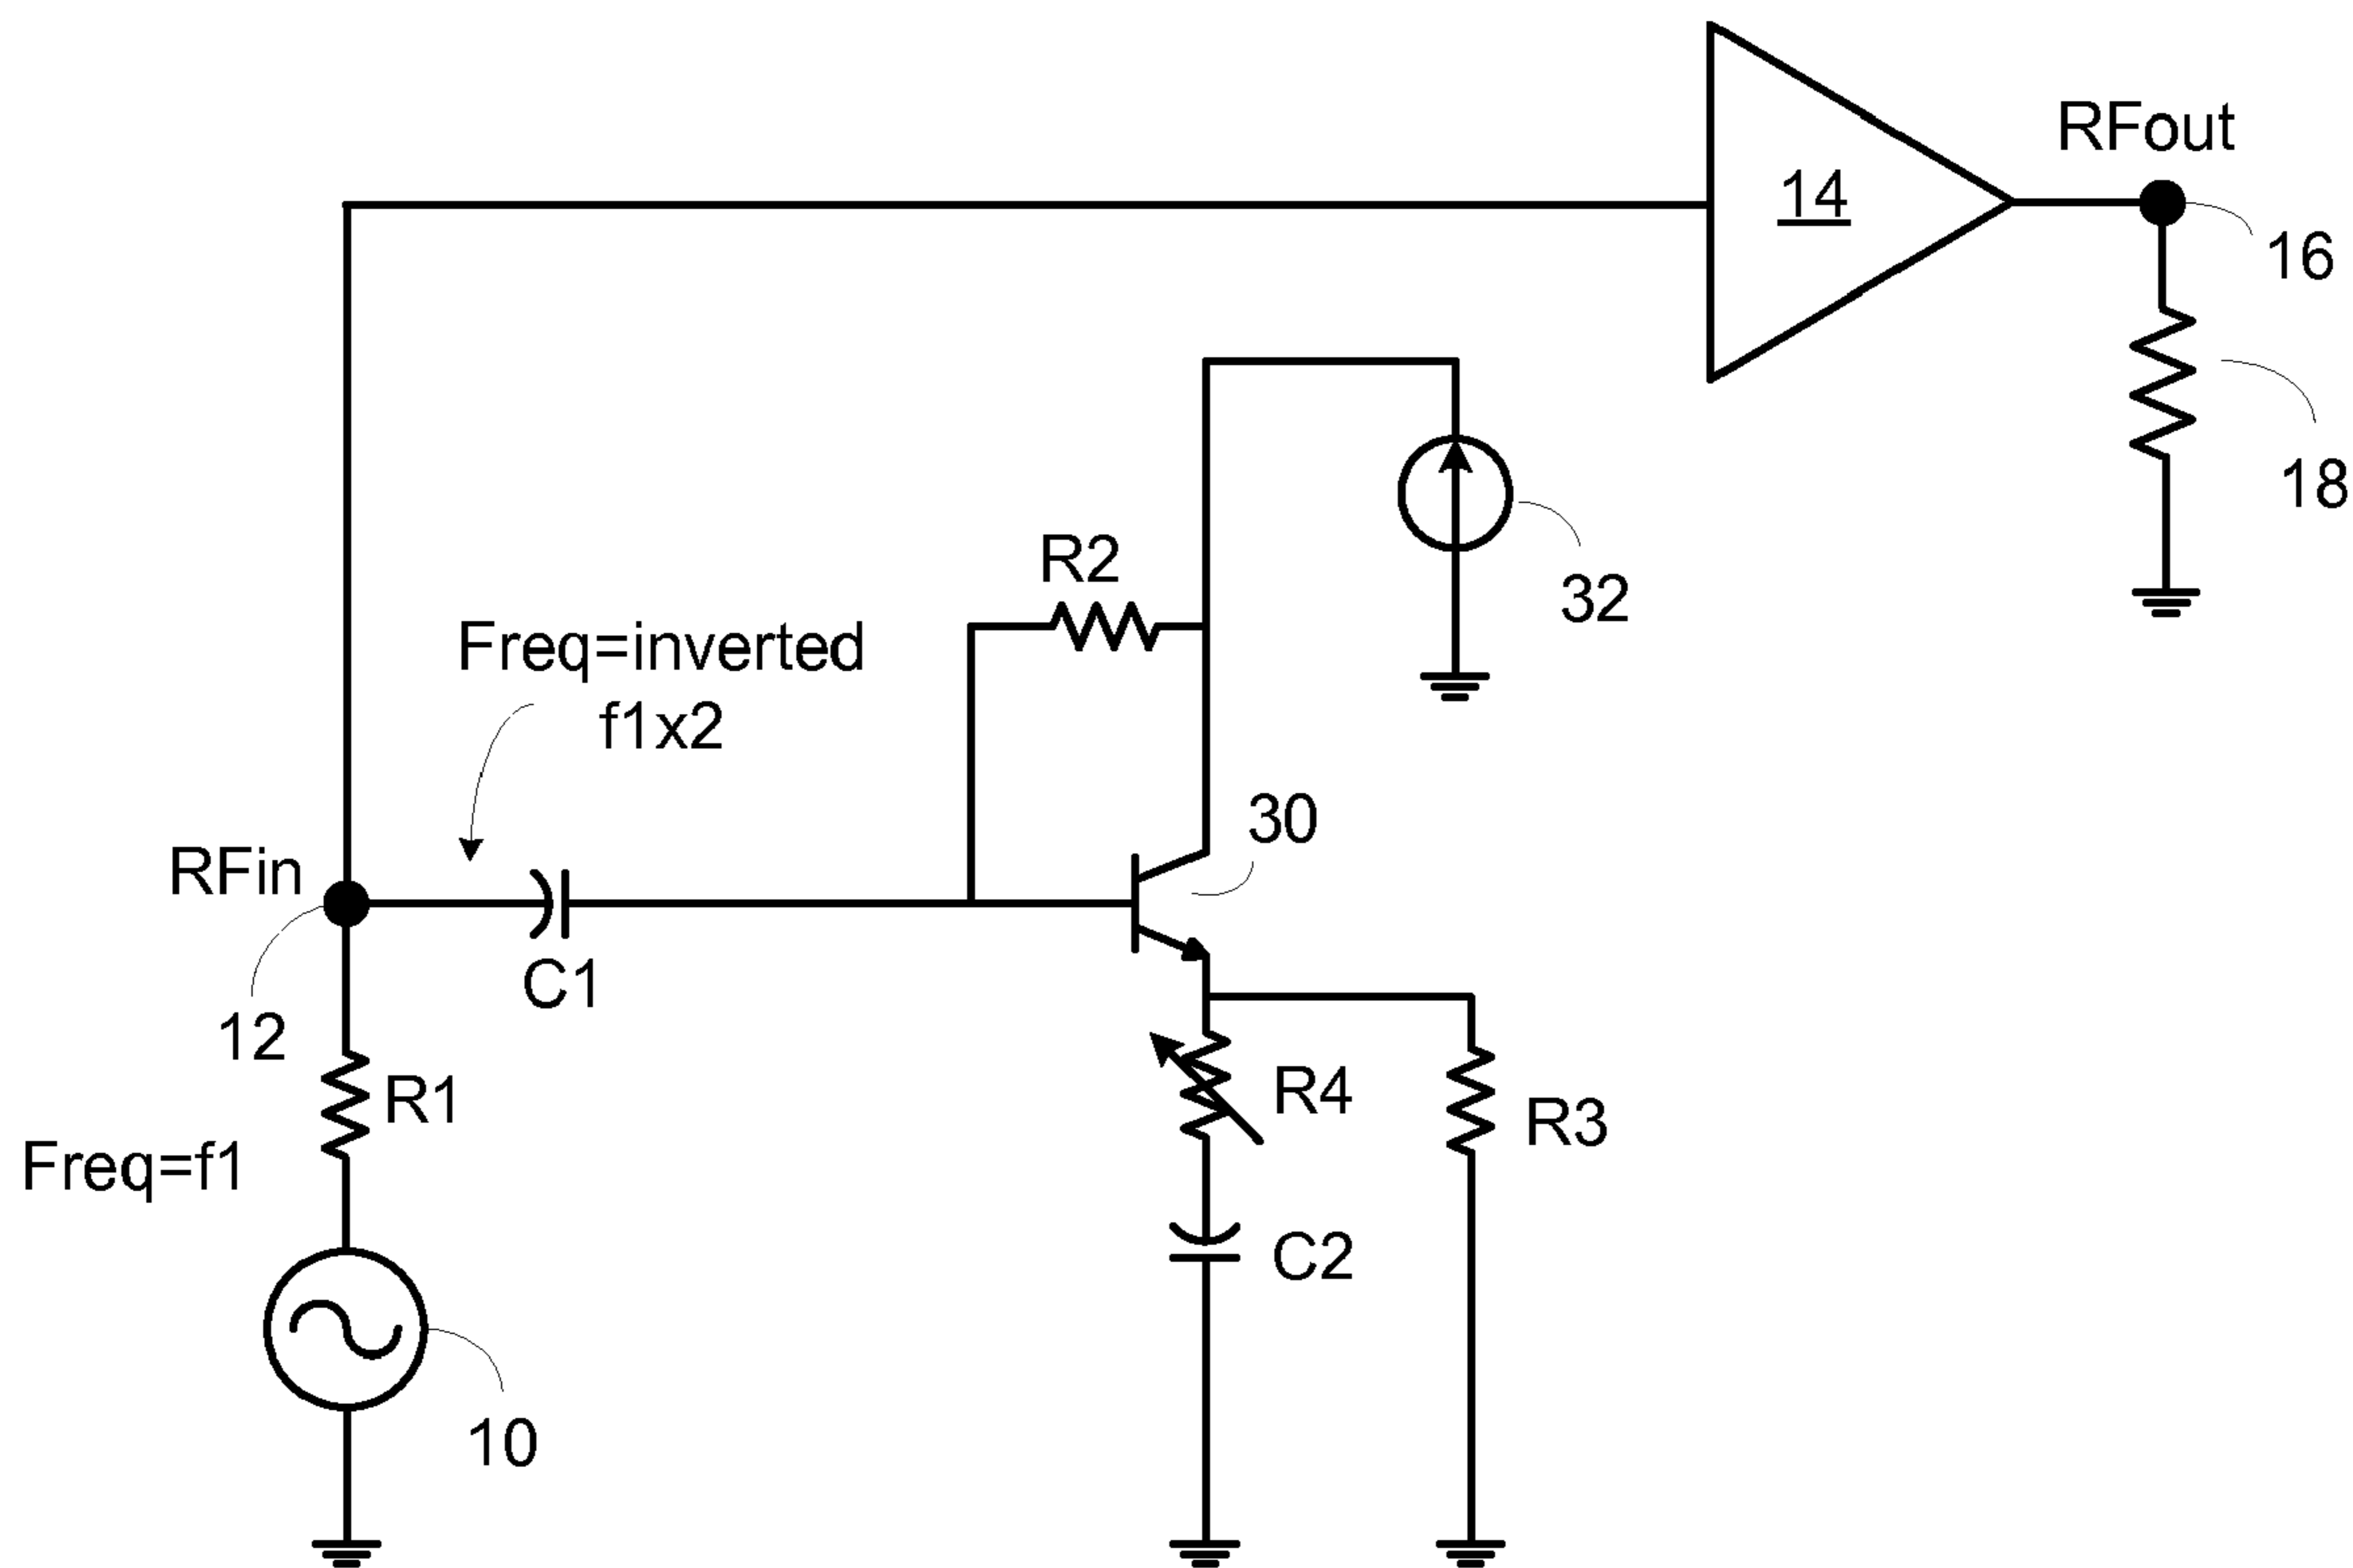 RFout
14
16
18
R2
32
Freq=inverted
f1x2
30
RFin
C1
12
R1
R4
R3
Freq=f1
C2
10